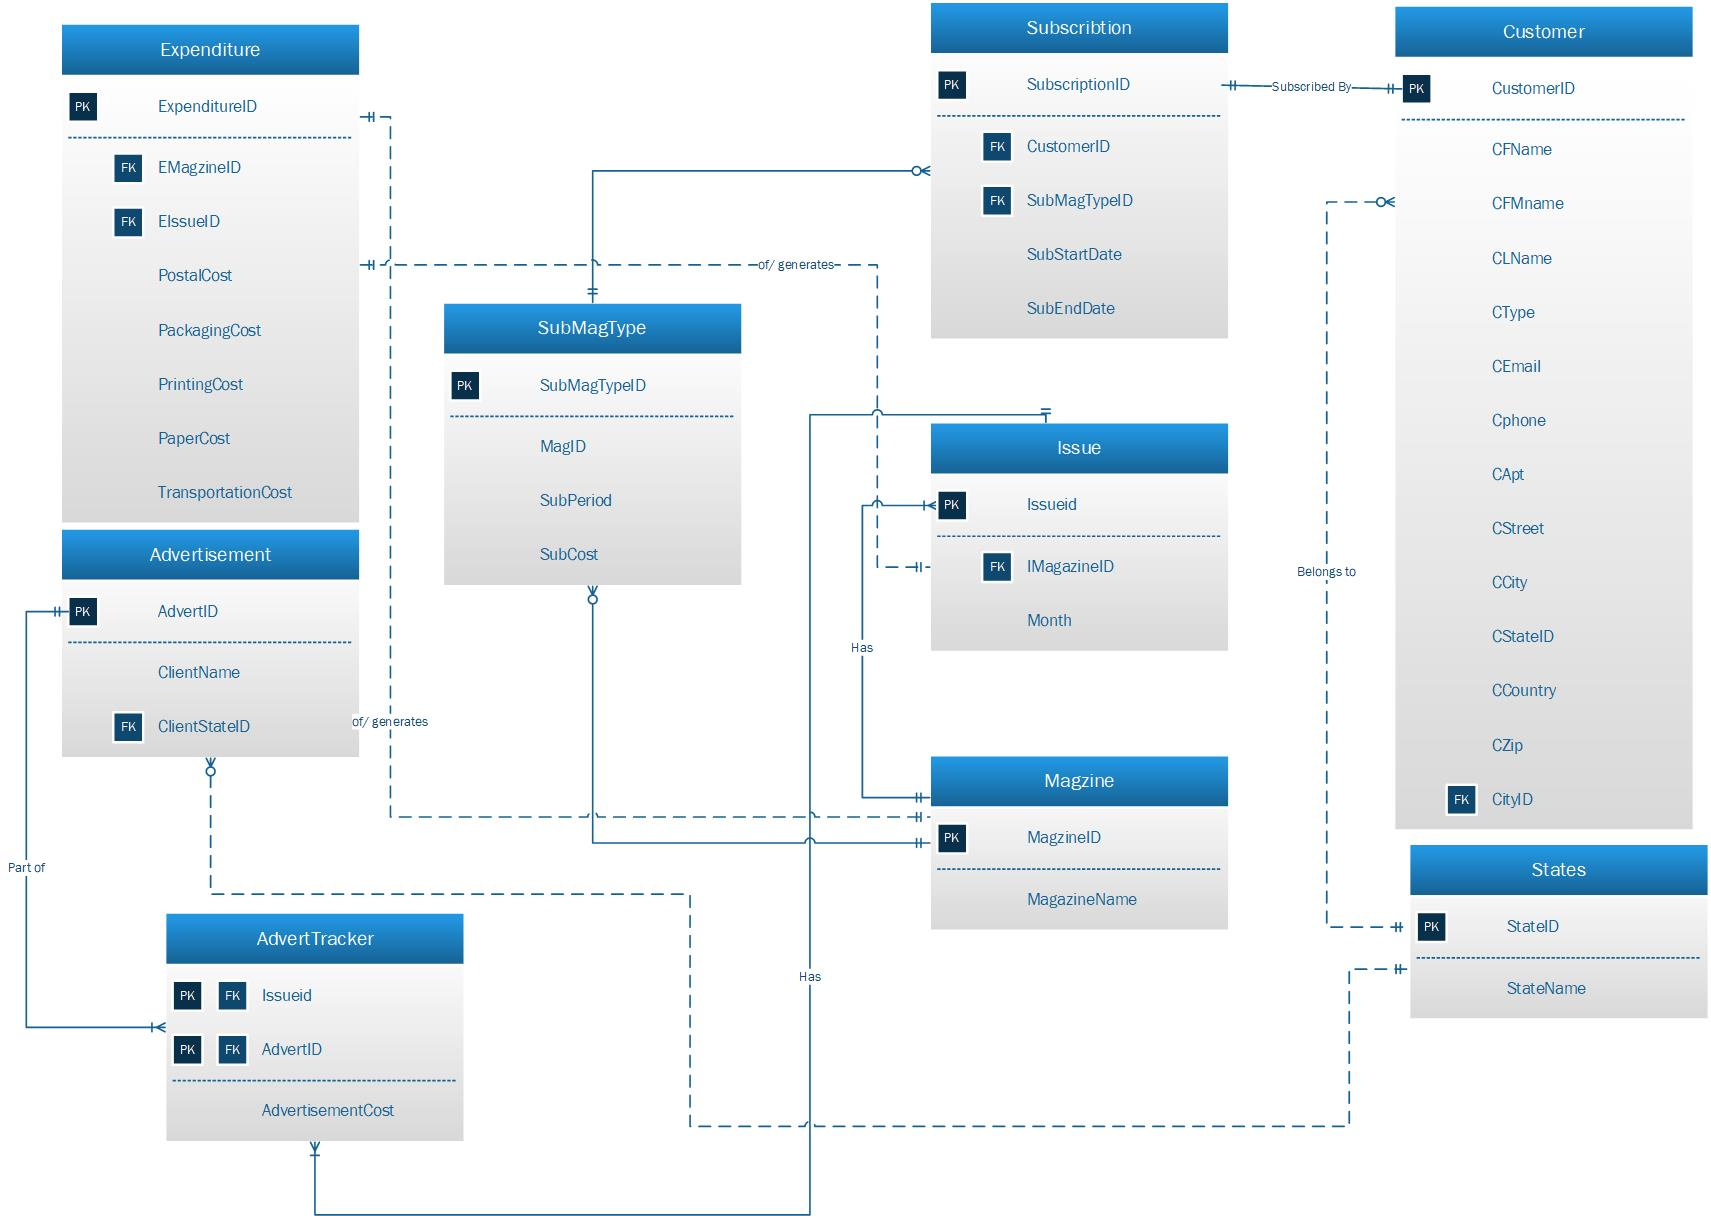 Expenditure
PK ExpenditureID
FK EMagzineID
FK EIssueID
PostalCost
PackagingCost
PrintingCost
PaperCost
TransportationCost
Subscribtion
PK SubscriptionID
FK CustomerID
FK SubMagTypeID
SubStartDate
SubEndDate
Subscribed By
Customer
PK CustomerID
CFName
CFMname
CLName
CType
CEmail
Cphone
CApt
CStreet
CCity
CStateID
CCountry
CZip
FK CityID
of/ generates
SubMagType
PK SubMagTypeID
MagID
SubPeriod
SubCost
Issue
PK Issueid
FK IMagazineID
Month
Has
Belongs to
Advertisement
PK AdvertID
ClientName
FK ClientStateID
of/ generates
Magzine
PK MagzineID
MagazineName
Part of
States
PK StateID
StateName
AdvertTracker
PK FK Issueid
PK FK AdvertID
AdvertisementCost
Has